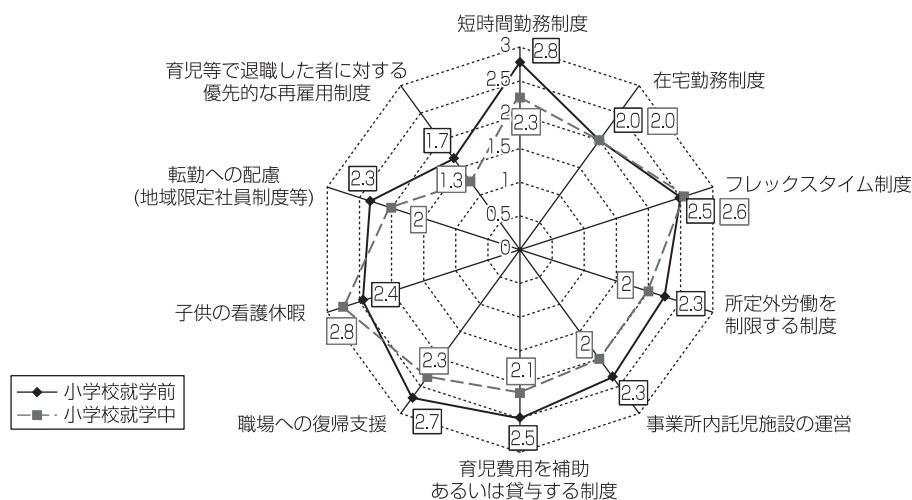 短時間勤務制度
3
2.8
育児等で退職した者に対する
優先的な再雇用制度
在宅勤務制度
2.5
2
2.3
2.0
2.0
1.7
1.5
転勤への配慮
(地域限定社員制度等)
2.3
1.3
1
フレックスタイム制度
2.5
2.6
2
0.5
0
2
2.3
所定外労働を
制限する制度
子供の看護休暇
2.4
2.8
2
2.3
2.1
2.3
事業所内託児施設の運営
小学校就学前
小学校就学中
職場への復帰支援
2.7
2.5
育児費用を補助
あるいは貸与する制度